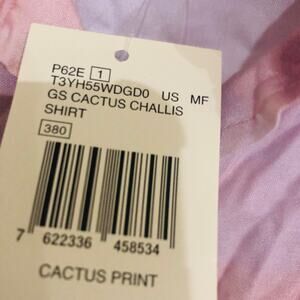 P62E 1
T3YH55WDGD0 US MF
GS CACTUS CHALLIS
SHIRT
380
7 622336 458534
CACTUS PRINT